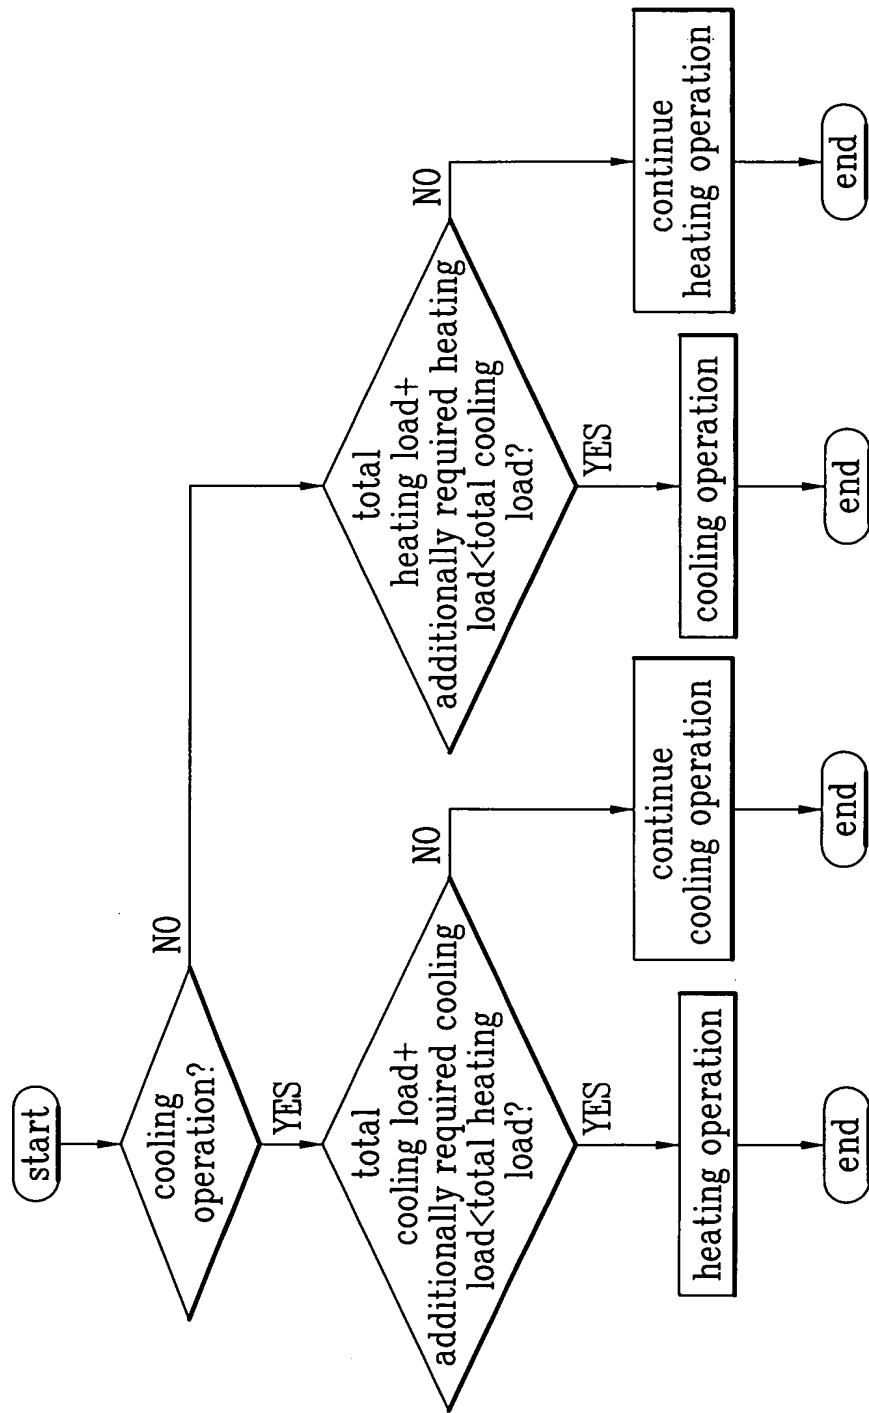 start
cooling
operation?
NO
YES
total
cooling load+
additionally required cooling
load<total heating
load?
NO
YES
total
heating load+
additionally required heating
load<total cooling
load?
NO
YES
heating operation
continue
cooling operation
cooling operation
continue
heating operation
end
end
end
end